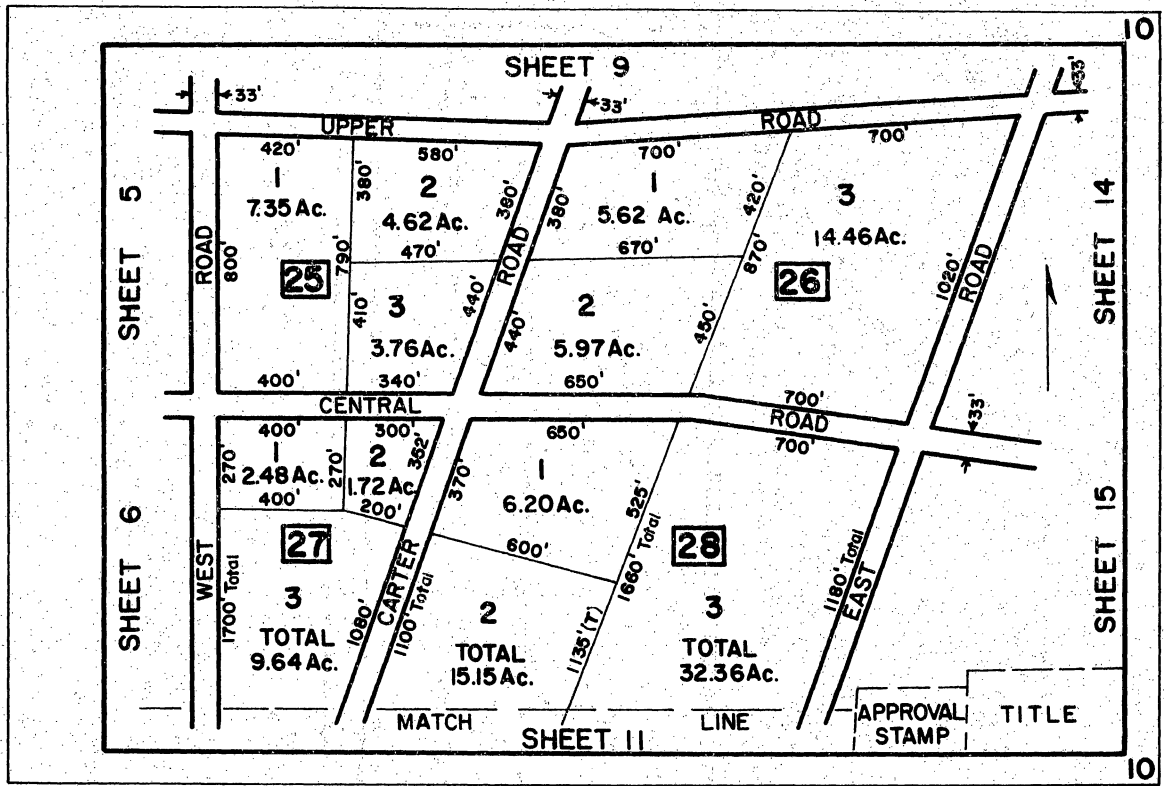 10
SHEET 9
33'
33'
33'
UPPER
ROAD
420'
580'
700'
700'
SHEET 5
ROAD
800'
1
7.35 Ac.
380'
790'
410'
2
4.62 Ac.
470'
380'
ROAD
380'
1
5.62 Ac.
670'
420'
870'
450'
3
14.46 Ac.
1020'
ROAD
SHEET 14
25
26
3
3.76 Ac.
440'
440'
2
5.97 Ac.
400'
340'
650'
700'
CENTRAL
ROAD
33'
400'
300'
650'
700'
SHEET 6
WEST
270'
1
2.48 Ac.
400'
270'
2
1.72 Ac.
200'
362'
370'
1
6.20 Ac.
600'
525'
1660' Total
27
28
1700' Total
3
TOTAL
9.64 Ac.
1080'
CARTER
1100' Total
2
TOTAL
15.15 Ac.
1135' (T)
3
TOTAL
32.36 Ac.
1180' Total
EAST
SHEET 15
MATCH
LINE
SHEET 11
APPROVAL
STAMP
TITLE
10